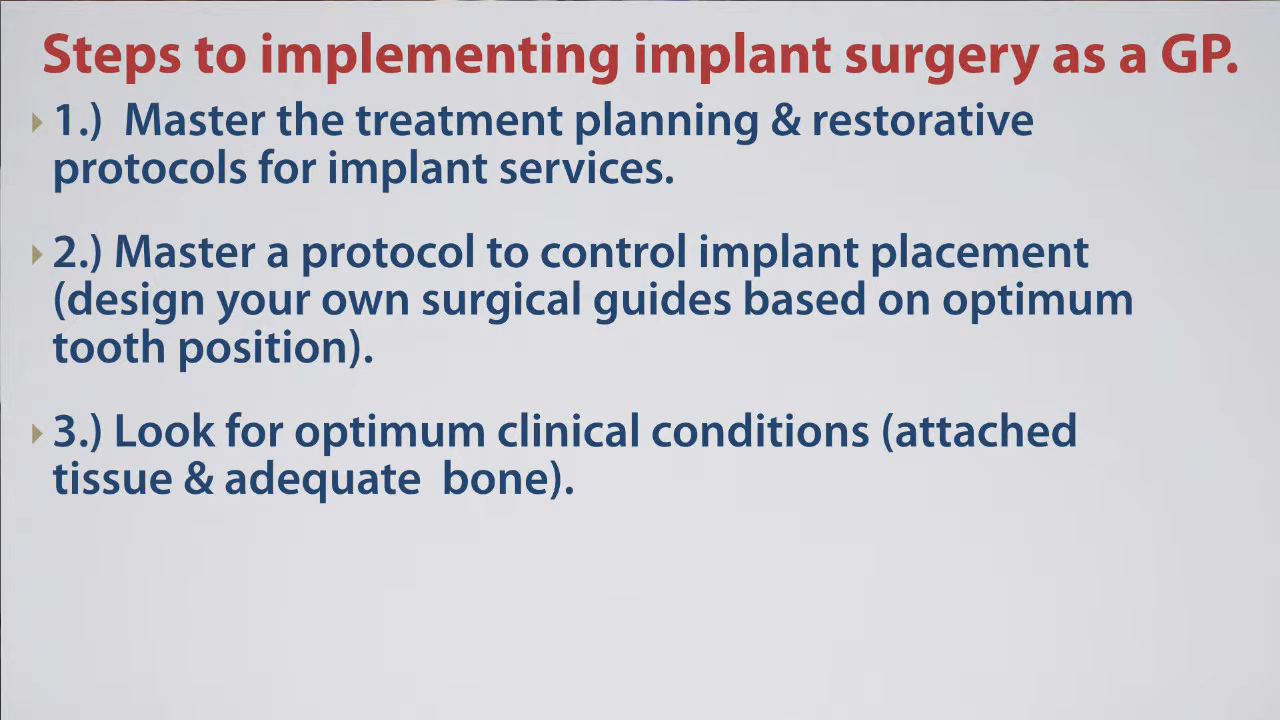 Steps to implementing implant surgery as a GP.
1.) Master the treatment planning & restorative
protocols for implant services.
2.) Master a protocol to control implant placement
(design your own surgical guides based on optimum
tooth position).
3.) Look for optimum clinical conditions (attached
tissue & adequate  bone).